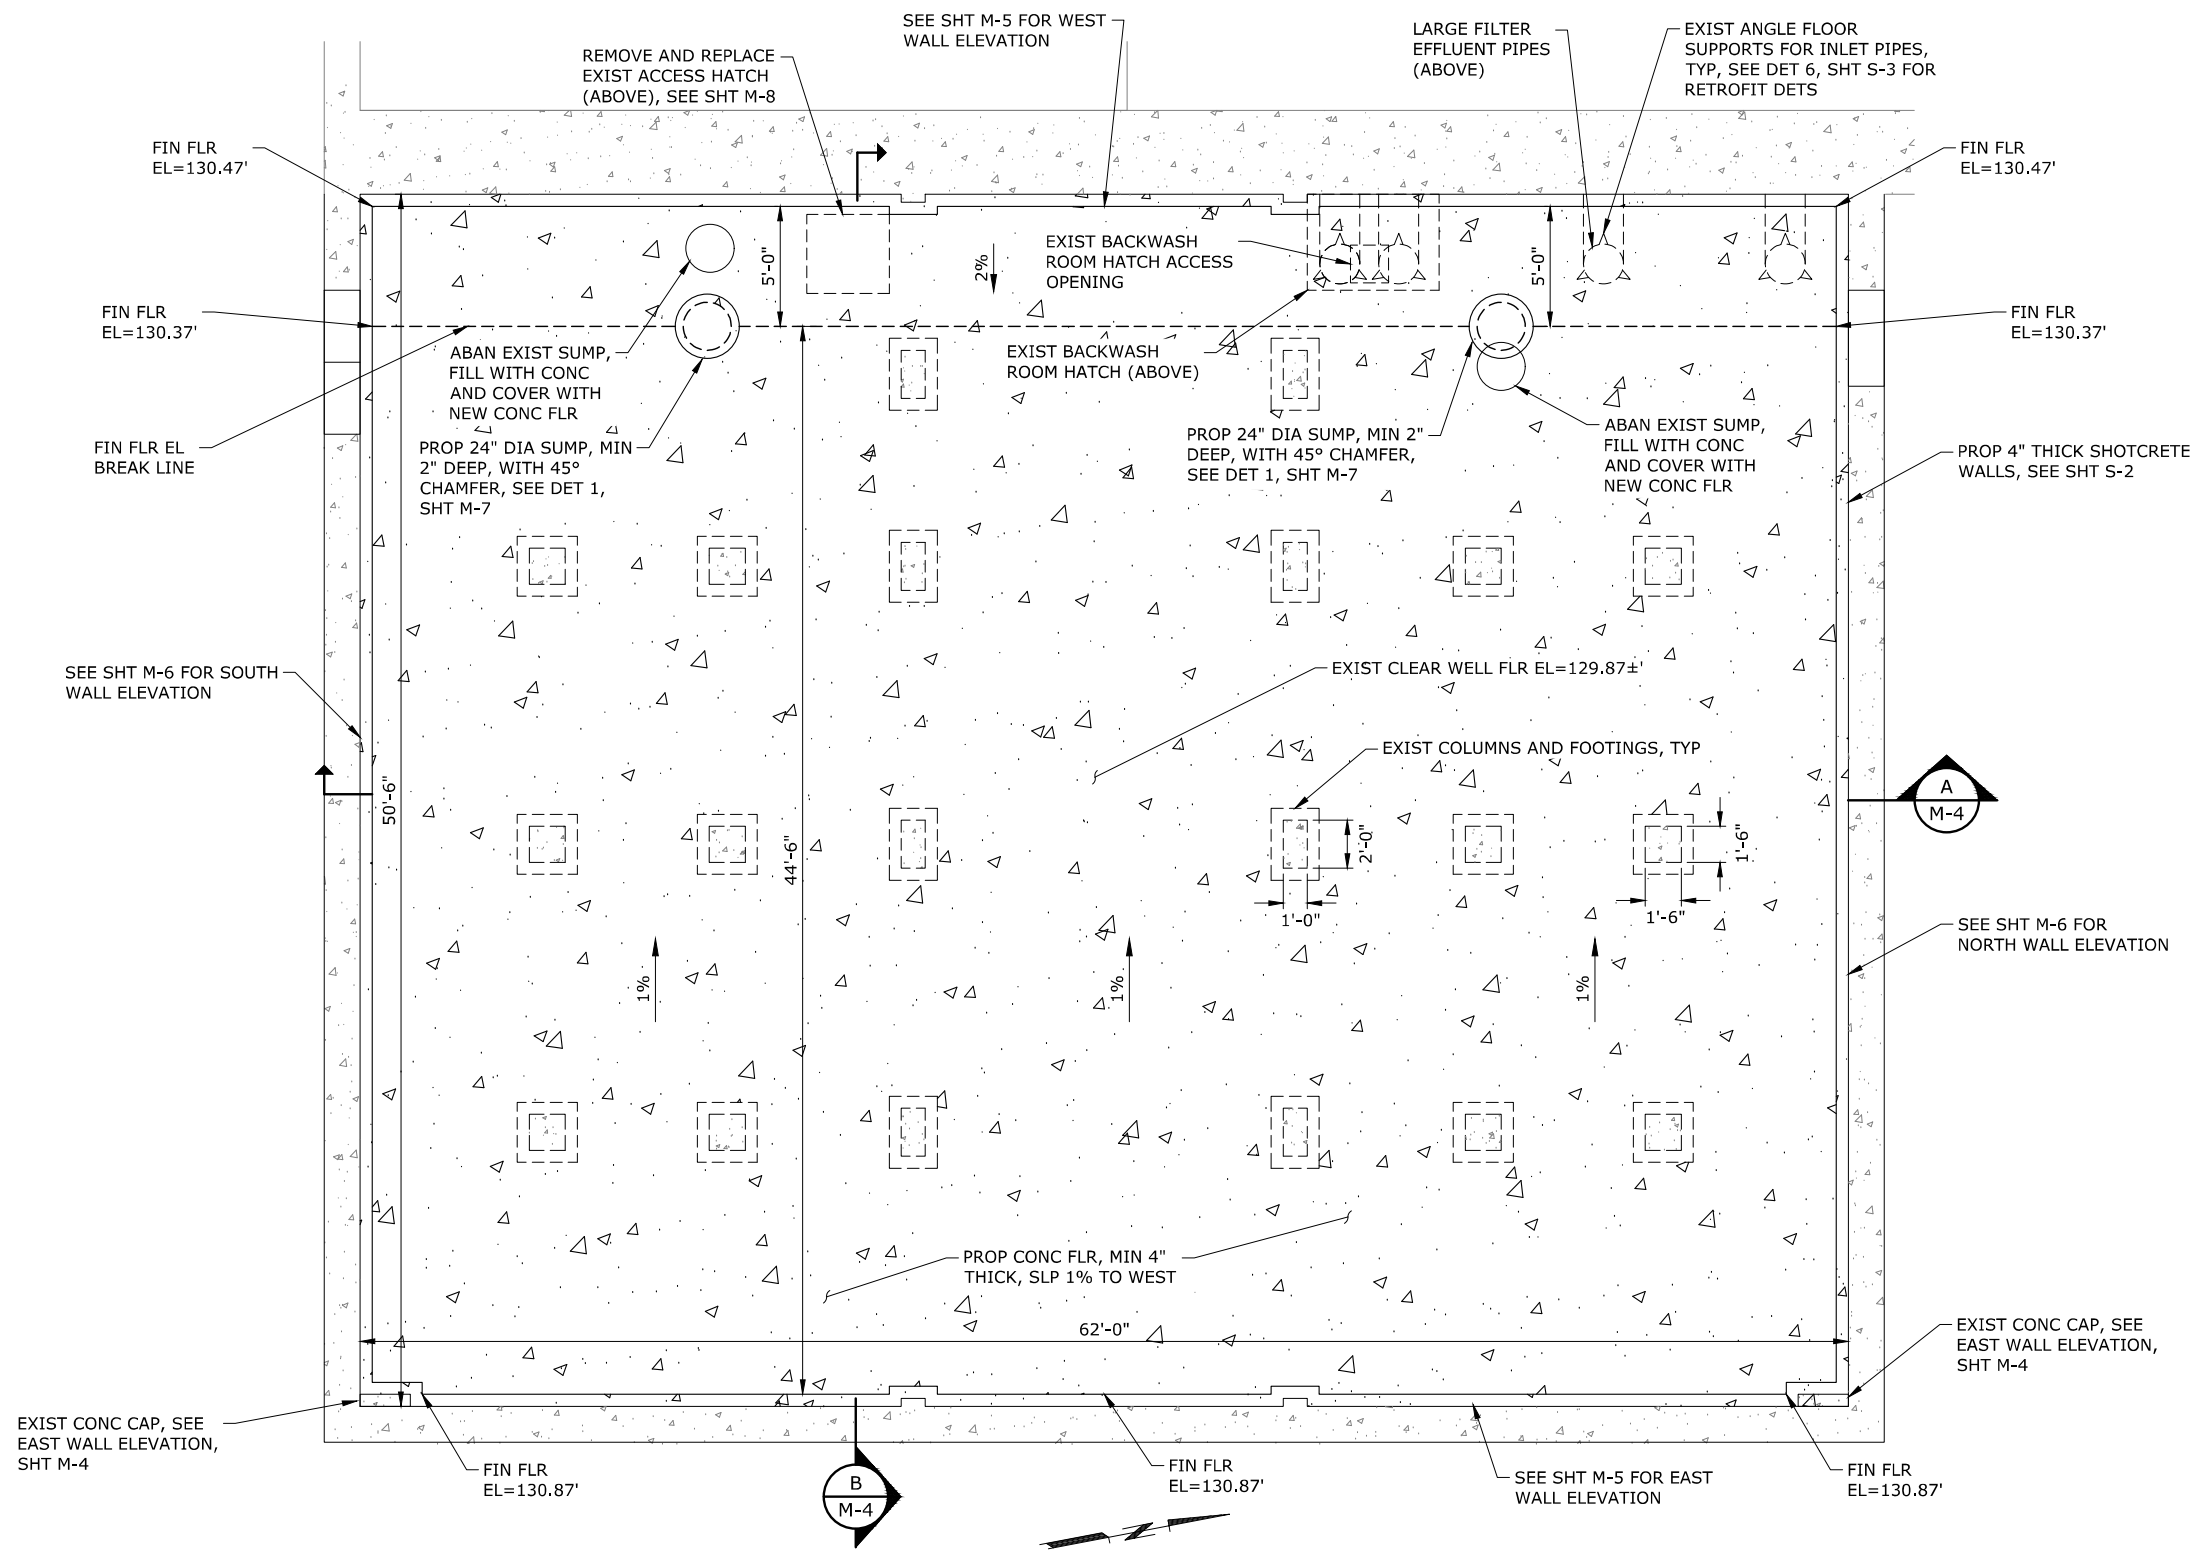 SEE SHT M-5 FOR WEST
WALL ELEVATION
LARGE FILTER
EFFLUENT PIPES
(ABOVE)
EXIST ANGLE FLOOR
SUPPORTS FOR INLET PIPES,
TYP, SEE DET 6, SHT S-3 FOR
RETROFIT DETS
REMOVE AND REPLACE
EXIST ACCESS HATCH
(ABOVE), SEE SHT M-8
FIN FLR
EL=130.47'
FIN FLR
EL=130.47'
5'-0"
2%
EXIST BACKWASH
ROOM HATCH ACCESS
OPENING
5'-0"
FIN FLR
EL=130.37'
FIN FLR
EL=130.37'
ABAN EXIST SUMP,
FILL WITH CONC
AND COVER WITH
NEW CONC FLR
EXIST BACKWASH
ROOM HATCH (ABOVE)
FIN FLR EL
BREAK LINE
PROP 24" DIA SUMP, MIN
2" DEEP, WITH 45°
CHAMFER, SEE DET 1,
SHT M-7
PROP 24" DIA SUMP, MIN 2"
DEEP, WITH 45° CHAMFER,
SEE DET 1, SHT M-7
ABAN EXIST SUMP,
FILL WITH CONC
AND COVER WITH
NEW CONC FLR
PROP 4" THICK SHOTCRETE
WALLS, SEE SHT S-2
SEE SHT M-6 FOR SOUTH
WALL ELEVATION
EXIST CLEAR WELL FLR EL=129.87±'
EXIST COLUMNS AND FOOTINGS, TYP
50'-6"
44'-6"
2'-0"
1'-0"
1'-6"
1'-6"
A
M-4
SEE SHT M-6 FOR
NORTH WALL ELEVATION
1%
1%
1%
PROP CONC FLR, MIN 4"
THICK, SLP 1% TO WEST
62'-0"
EXIST CONC CAP, SEE
EAST WALL ELEVATION,
SHT M-4
EXIST CONC CAP, SEE
EAST WALL ELEVATION,
SHT M-4
FIN FLR
EL=130.87'
B
M-4
FIN FLR
EL=130.87'
SEE SHT M-5 FOR EAST
WALL ELEVATION
FIN FLR
EL=130.87'
N